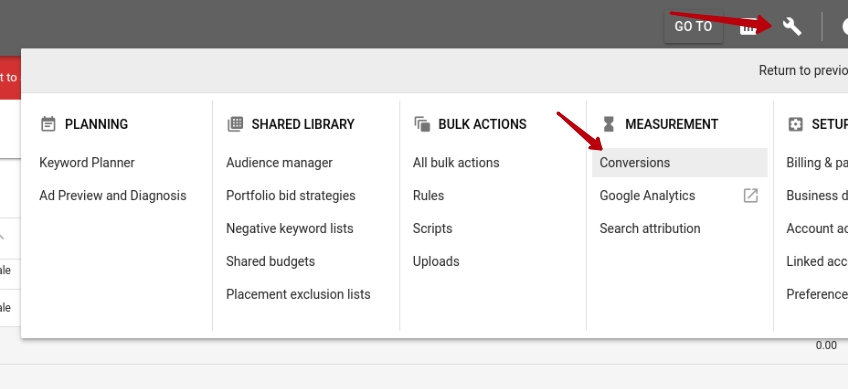 GO TO
t to
Return to previo
PLANNING
Keyword Planner
Ad Preview and Diagnosis
SHARED LIBRARY
Audience manager
Portfolio bid strategies
Negative keyword lists
Shared budgets
Placement exclusion lists
BULK ACTIONS
All bulk actions
Rules
Scripts
Uploads
MEASUREMENT
Conversions
Google Analytics
Search attribution
SETUP
Billing & pa
Business d
Account ac
Linked acc
Preference
ale
ale
0.00